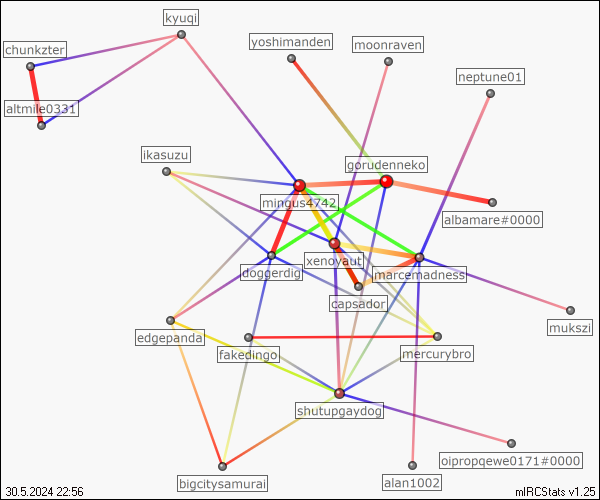 kyuqi
yoshimanden
moonraven
chunkzter
neptune01
altmile0331
ikasuzu
gorudenneko
mingus4742
albamare#0000
xenoyaut
doggerdig
marcemadness
capsador
mukszi
edgepanda
fakedingo
mercurybro
shutupgaydog
oipropqewe0171#0000
bigcitysamurai
alan1002
30.5.2024 22:56
mIRCStats v1.25